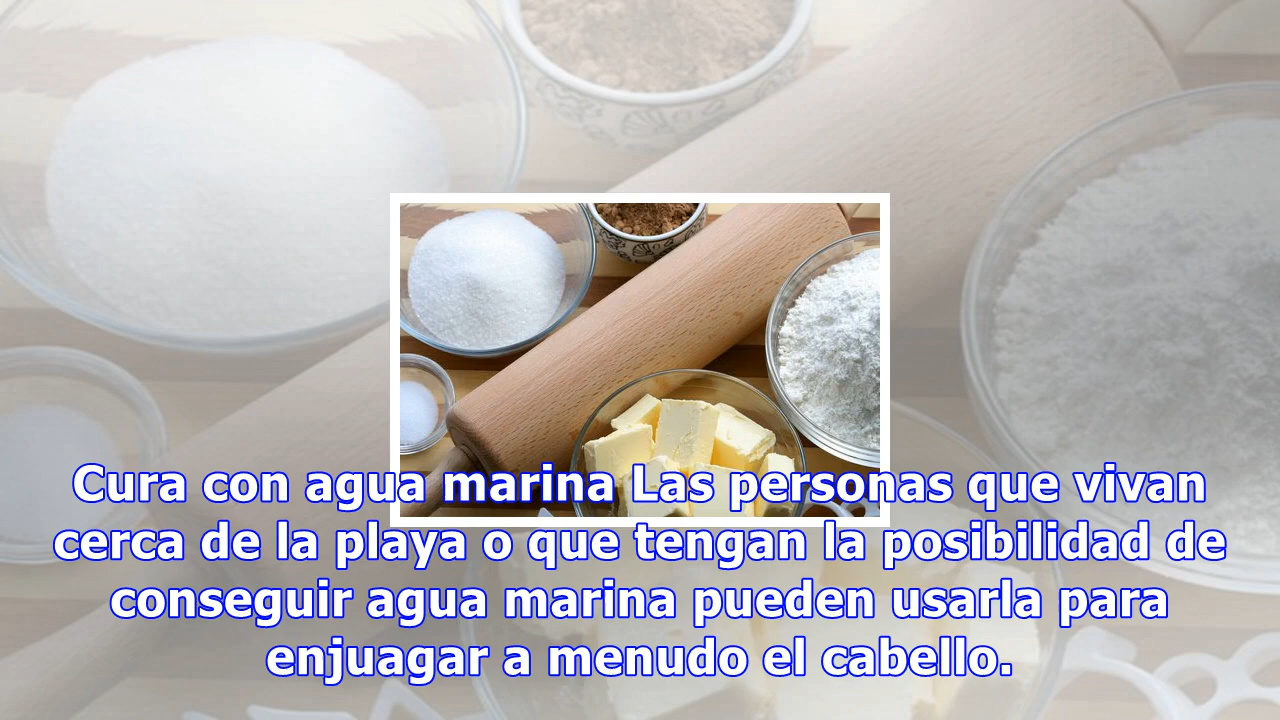 Cura con agua marina Las personas que vivan
cerca de la playa o que tengan la posibilidad de
conseguir agua marina pueden usarla para
enjuagar a menudo el cabello.